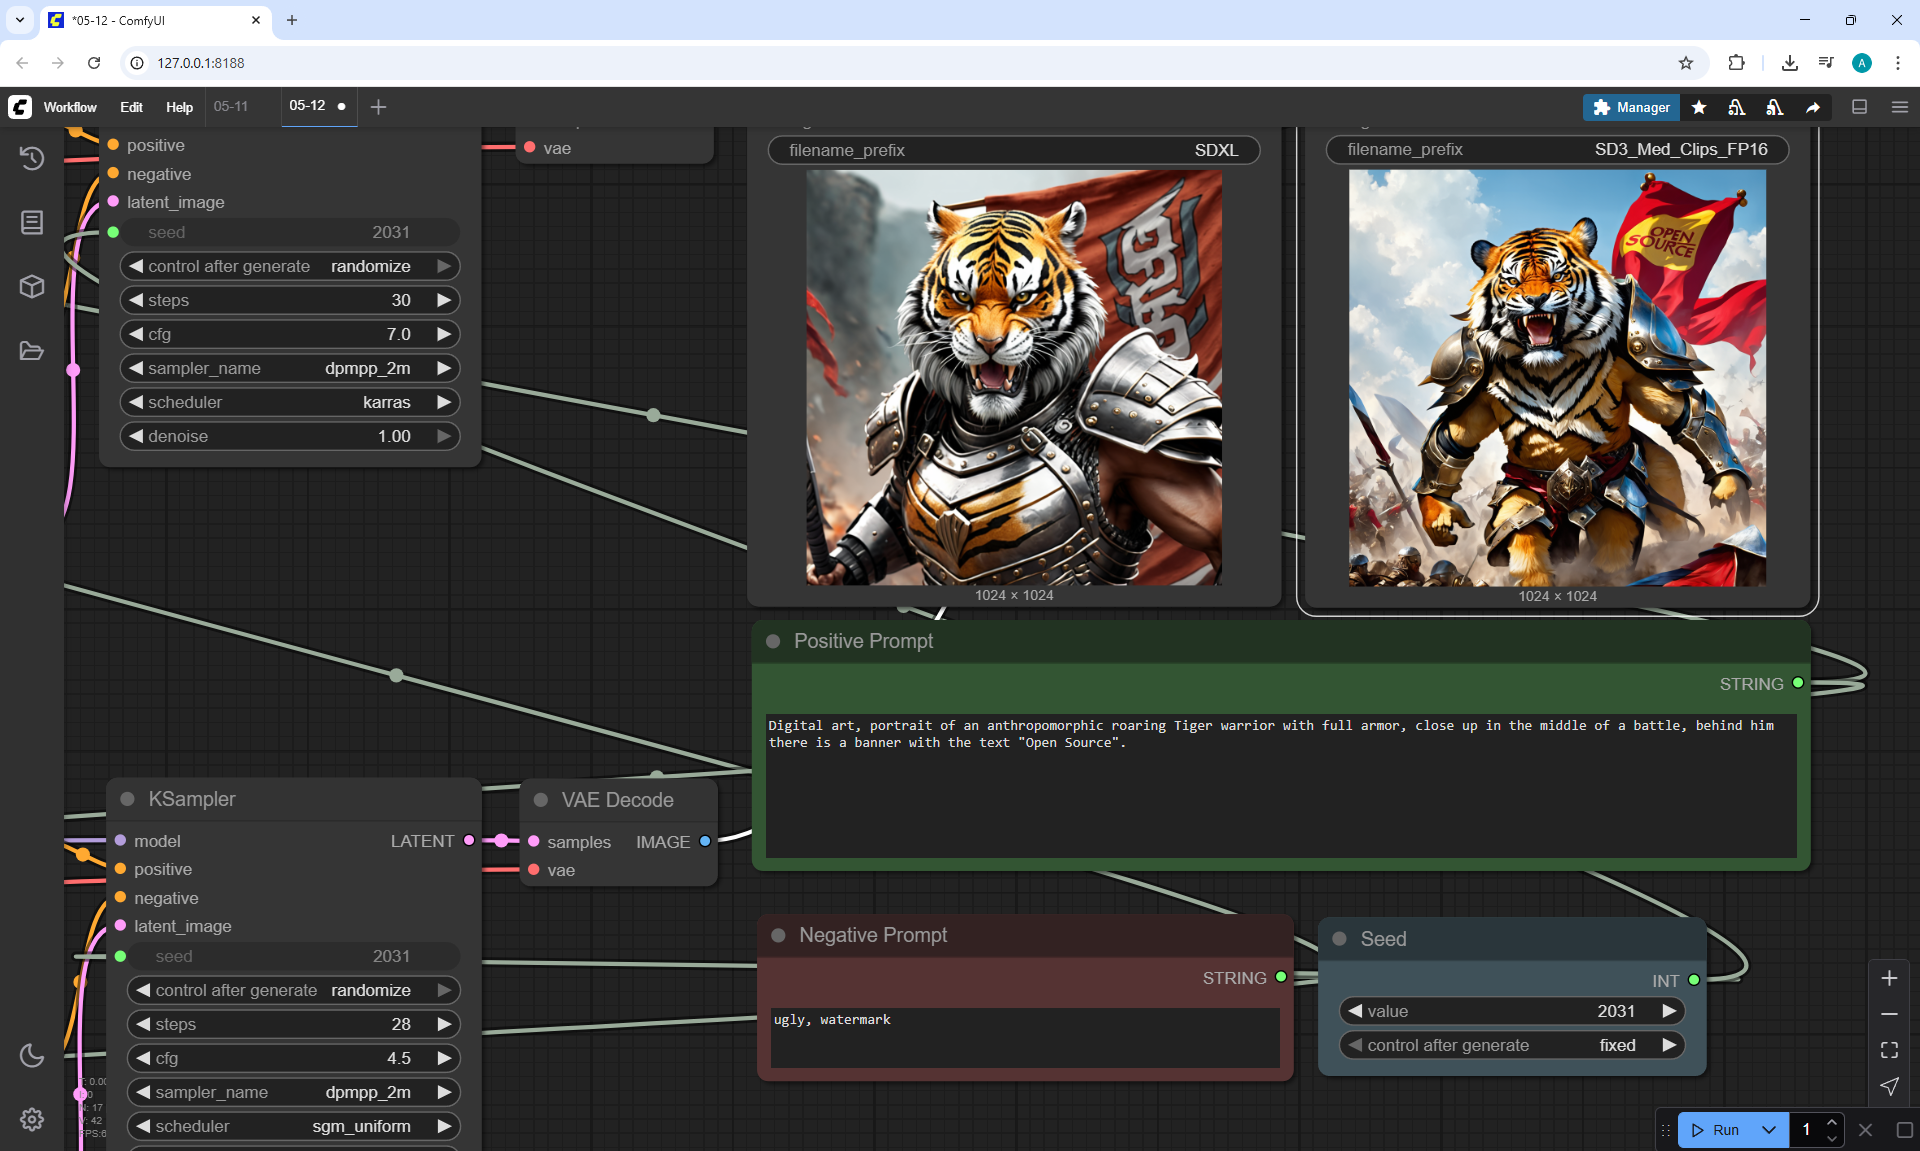 *05-12 - ComfyUI
127.0.0.1:8188
A
Workflow Edit Help 05-11 05-12 Manager
positive
negative
latent_image
seed 2031
control after generate randomize
steps 30
cfg 7.0
sampler_name dpmpp_2m
scheduler karras
denoise 1.00
vae
filename_prefix SDXL
1024 × 1024
filename_prefix SD3_Med_Clips_FP16
OPEN
SOURCE
1024 × 1024
Positive Prompt
STRING
Digital art, portrait of an anthropomorphic roaring Tiger warrior with full armor, close up in the middle of a battle, behind him
there is a banner with the text "Open Source".
KSampler
model LATENT
positive
negative
latent_image
seed 2031
control after generate randomize
steps 28
cfg 4.5
sampler_name dpmpp_2m
scheduler sgm_uniform
VAE Decode
samples IMAGE
vae
Negative Prompt
STRING
ugly, watermark
Seed
INT
value 2031
control after generate fixed
N: 17
V: 42
Run 1